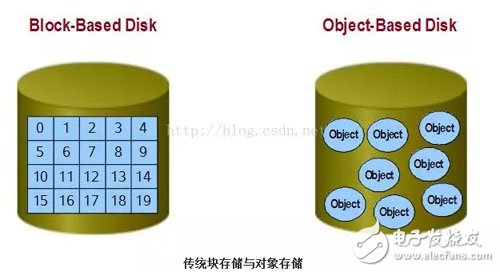 Block-Based Disk
Object-Based Disk
0 1 2 3 4
5 6 7 8 9
10 11 12 13 14
15 16 17 18 19
Object
Object
Object
Object
Object
Object
Object
Object
http://blog.csdn.net
传统块存储与对象存储
电子发烧友
www.elecfans.com